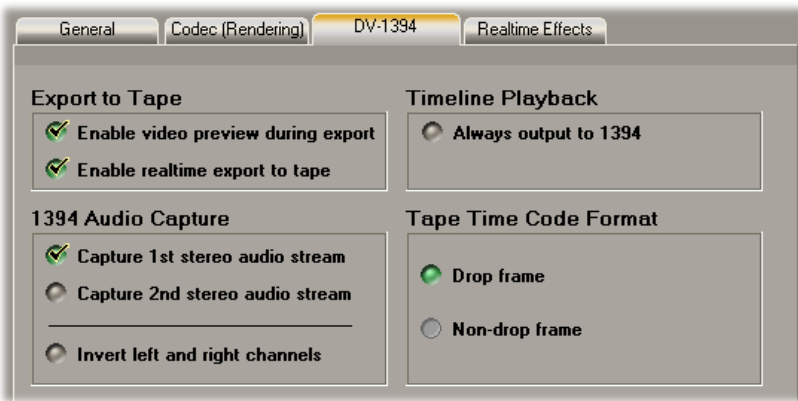 General
Codec (Rendering)
DV-1394
Realtime Effects
Export to Tape
Enable video preview during export
Enable realtime export to tape
Timeline Playback
Always output to 1394
1394 Audio Capture
Capture 1st stereo audio stream
Capture 2nd stereo audio stream
Invert left and right channels
Tape Time Code Format
Drop frame
Non-drop frame